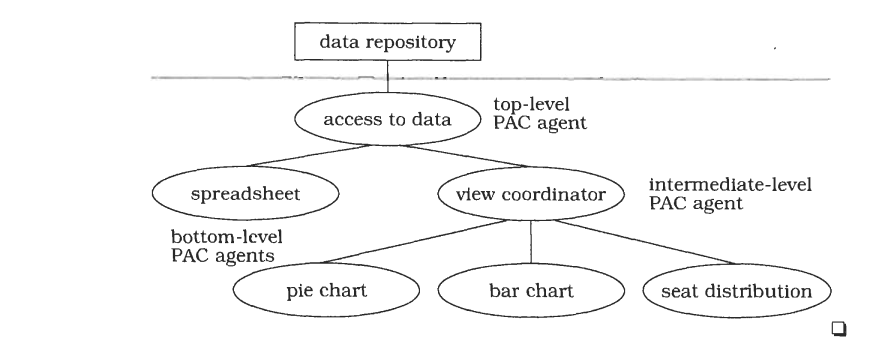 data repository
access to data
top-level
PAC agent
spreadsheet
view coordinator
intermediate-level
PAC agent
bottom-level
PAC agents
pie chart
bar chart
seat distribution